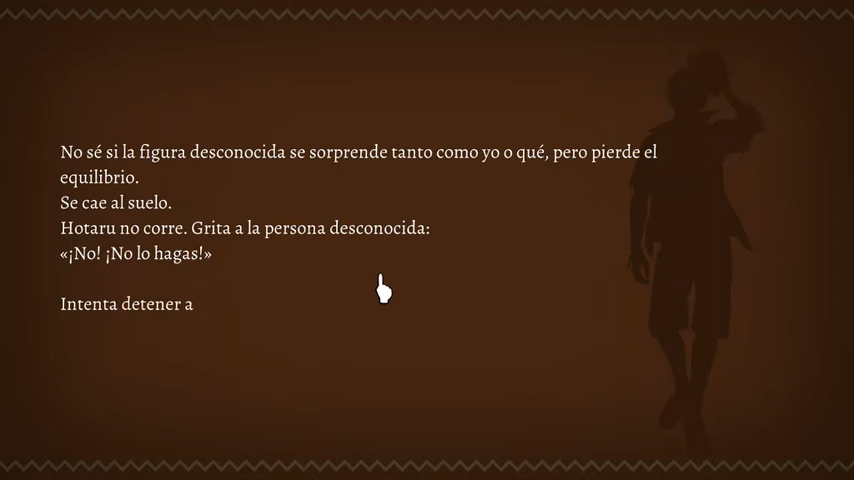 No sé si la figura desconocida se sorprende tanto como yo o qué, pero pierde el
equilibrio.
Se cae al suelo.
Hotaru no corre. Grita a la persona desconocida:
«¡No! ¡No lo hagas!»
Intenta detener a